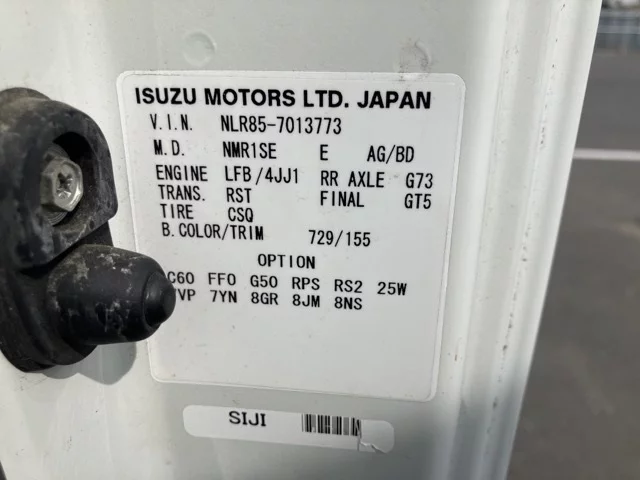 ISUZU MOTORS LTD. JAPAN
V.I.N. NLR85-7013773
M.D. NMR1SE E AG/BD
ENGINE LFB/4JJ1 RR AXLE G73
TRANS. RST FINAL GT5
TIRE CSQ
B.COLOR/TRIM 729/155
OPTION
C60 FF0 G50 RPS RS2 25W
7YN 8GR 8JM 8NS
SIJI